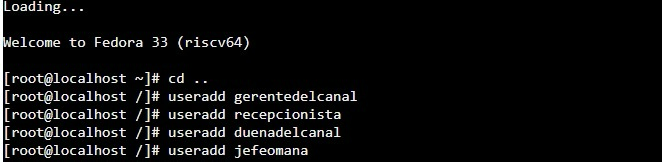 Loading...
Welcome to Fedora 33 (riscv64)
[root@localhost ~]# cd ..
[root@localhost /]# useradd gerentedelcanal
[root@localhost /]# useradd recepcionista
[root@localhost /]# useradd duenadelcanal
[root@localhost /]# useradd jefeomana